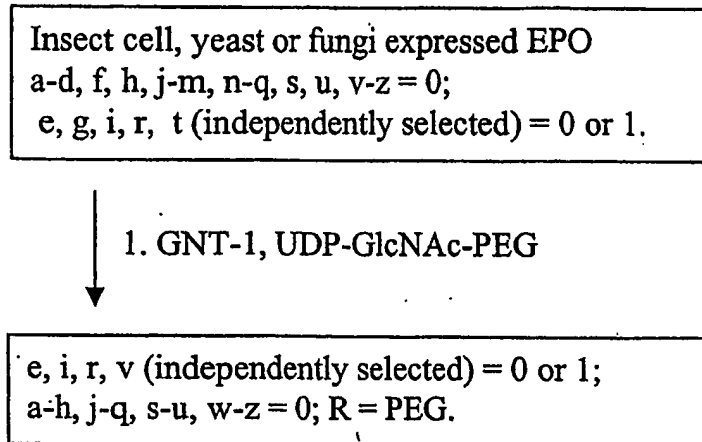 Insect cell, yeast or fungi expressed EPO
a-d, f, h, j-m, n-q, s, u, v-z = 0;
e, g, i, r, t (independently selected) = 0 or 1.
1. GNT-1, UDP-GlcNAc-PEG
e, i, r, v (independently selected) = 0 or 1;
a-h, j-q, s-u, w-z = 0; R = PEG.